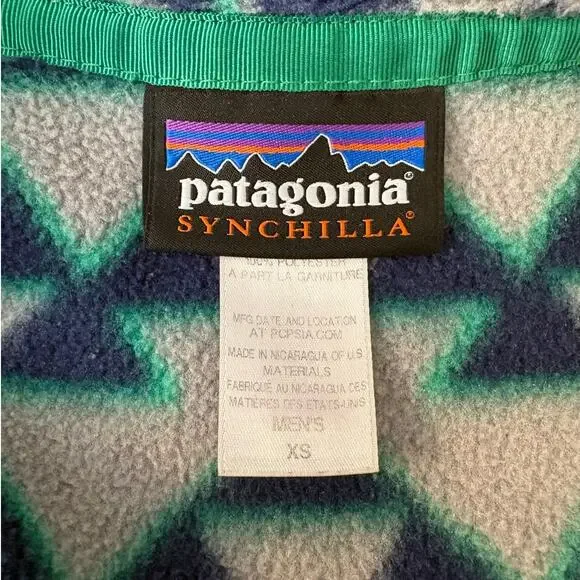 patagonia®
SYNCHILLA®
100% POLYESTER
À PART LA GARNITURE
MFG DATE AND LOCATION
AT PCPSIA.COM
MADE IN NICARAGUA OF U.S.
MATERIALS
FABRIQUÉ AU NICARAGUA DES
MATIÈRES DES ÉTATS-UNIS
MEN'S
XS